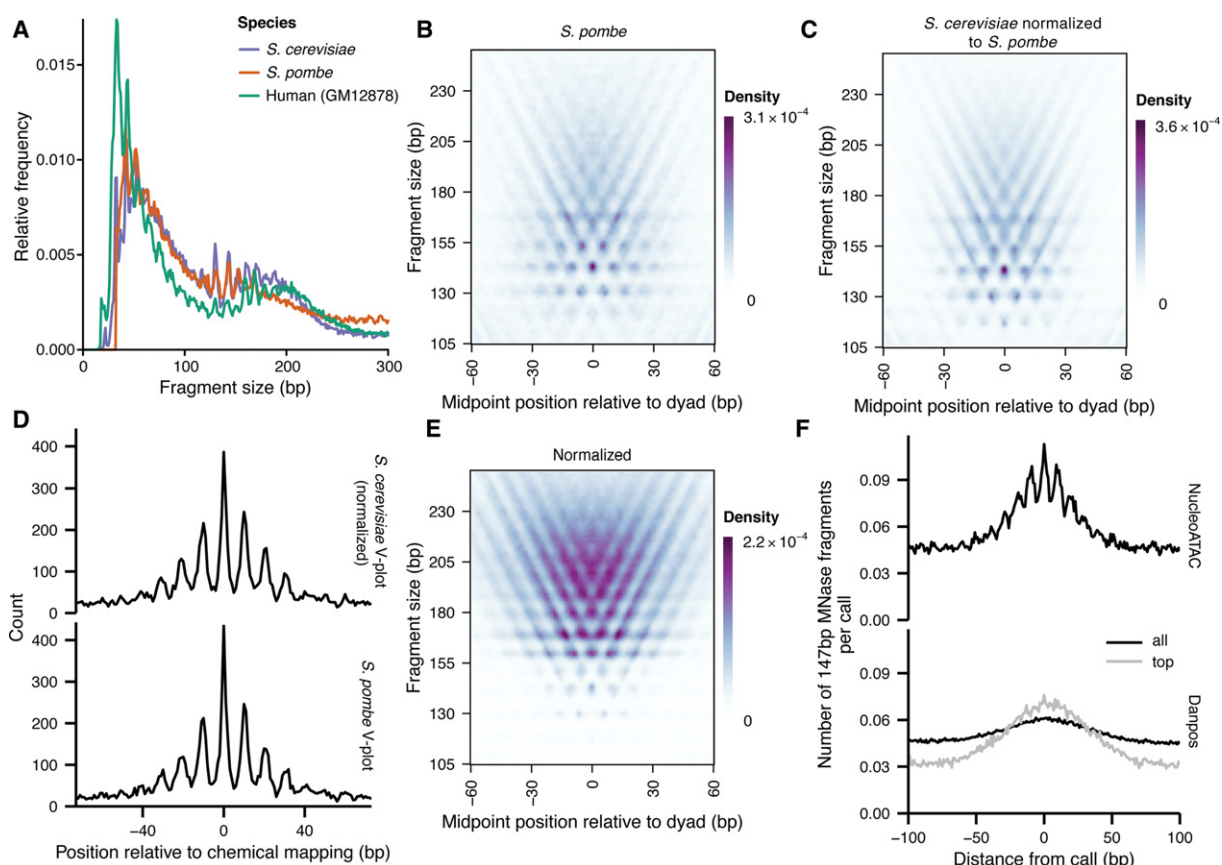 A
Species
S. cerevisiae
S. pombe
Human (GM12878)
Relative frequency
0.015
0.010
0.005
0.000
0
100
200
300
Fragment size (bp)
B
S. pombe
Fragment size (bp)
230
205
180
155
130
105
−60
−30
0
30
60
Midpoint position relative to dyad (bp)
Density
3.1 × 10−4
0
C
S. cerevisiae normalized
to S. pombe
Fragment size (bp)
230
205
180
155
130
105
−60
−30
0
30
60
Midpoint position relative to dyad (bp)
Density
3.6 × 10−4
0
D
Count
400
300
200
100
0
S. cerevisiae V-plot
(normalized)
400
300
200
100
0
S. pombe V-plot
−40
0
40
Position relative to chemical mapping (bp)
E
Normalized
Fragment size (bp)
230
205
180
155
130
105
−60
−30
0
30
60
Midpoint position relative to dyad (bp)
Density
2.2 × 10−4
0
F
Number of 147bp MNase fragments
per call
0.09
0.06
0.03
0.00
NucleoATAC
0.09
0.06
0.03
0.00
all
top
Danpos
−100
−50
0
50
100
Distance from call (bp)